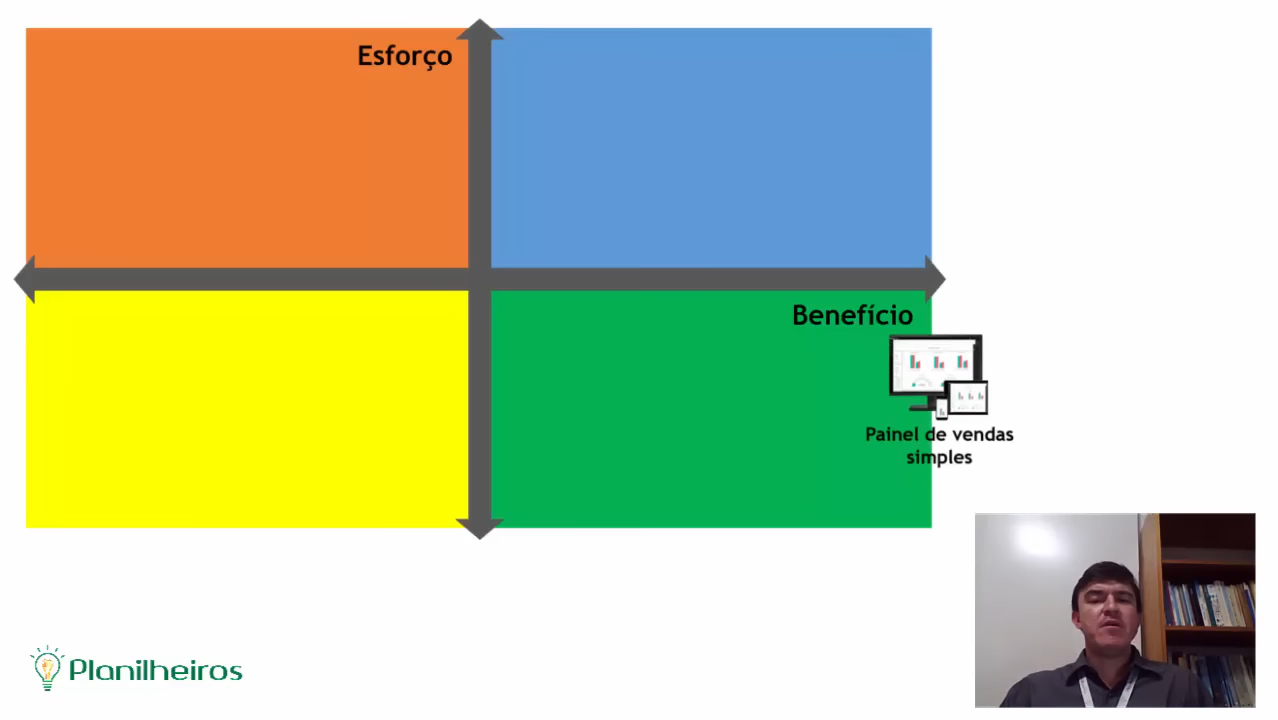 Esforço
Benefício
Painel de vendas
simples
Planilheiros